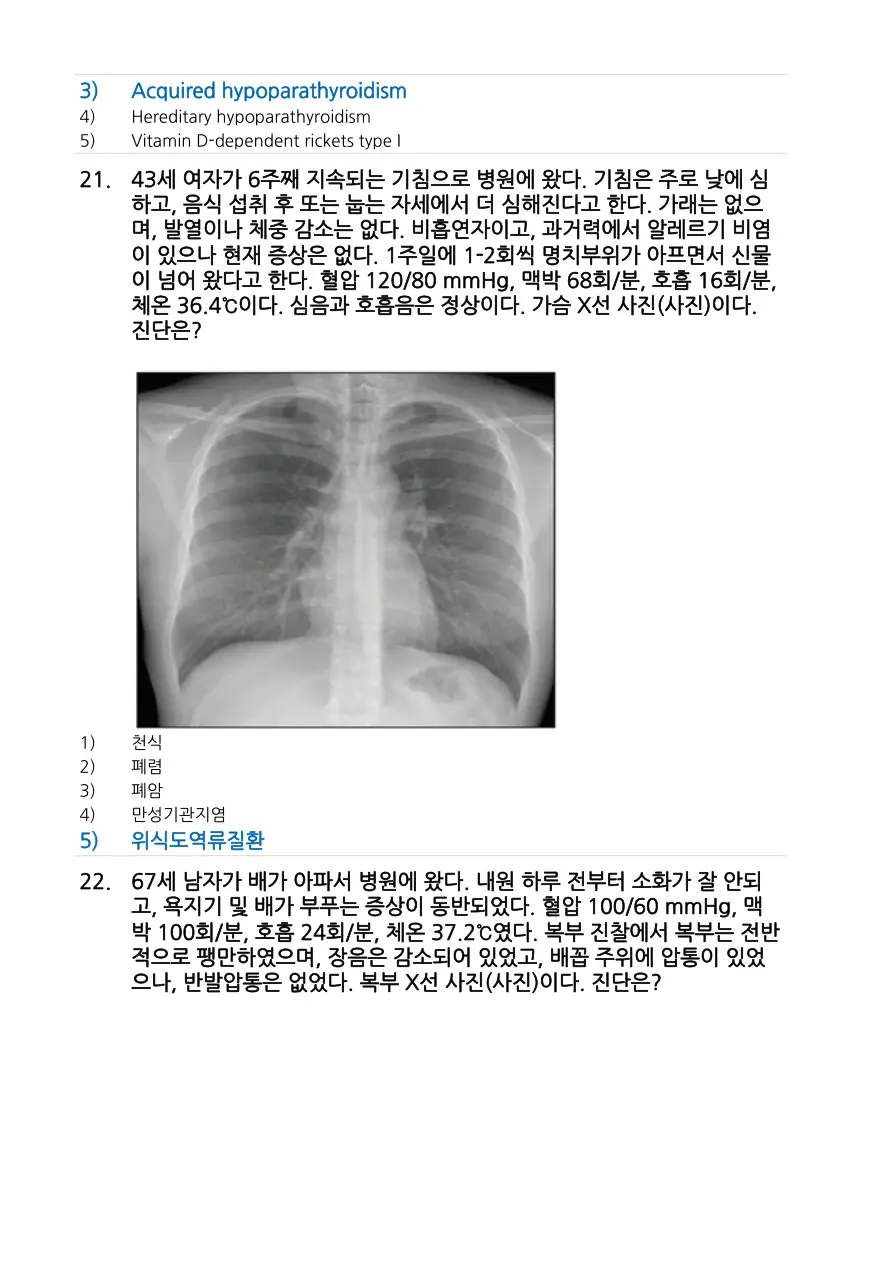 3) Acquired hypoparathyroidism
4) Hereditary hypoparathyroidism
5) Vitamin D-dependent rickets type I
21. 43세 여자가 6주째 지속되는 기침으로 병원에 왔다. 기침은 주로 낮에 심
하고, 음식 섭취 후 또는 눕는 자세에서 더 심해진다고 한다. 가래는 없으
며, 발열이나 체중 감소는 없다. 비흡연자이고, 과거력에서 알레르기 비염
이 있으나 현재 증상은 없다. 1주일에 1-2회씩 명치부위가 아프면서 신물
이 넘어 왔다고 한다. 혈압 120/80 mmHg, 맥박 68회/분, 호흡 16회/분,
체온 36.4℃이다. 심음과 호흡음은 정상이다. 가슴 X선 사진(사진)이다.
진단은?
1) 천식
2) 폐렴
3) 폐암
4) 만성기관지염
5) 위식도역류질환
22. 67세 남자가 배가 아파서 병원에 왔다. 내원 하루 전부터 소화가 잘 안되
고, 욕지기 및 배가 부푸는 증상이 동반되었다. 혈압 100/60 mmHg, 맥
박 100회/분, 호흡 24회/분, 체온 37.2℃였다. 복부 진찰에서 복부는 전반
적으로 팽만하였으며, 장음은 감소되어 있었고, 배꼽 주위에 압통이 있었
으나, 반발압통은 없었다. 복부 X선 사진(사진)이다. 진단은?